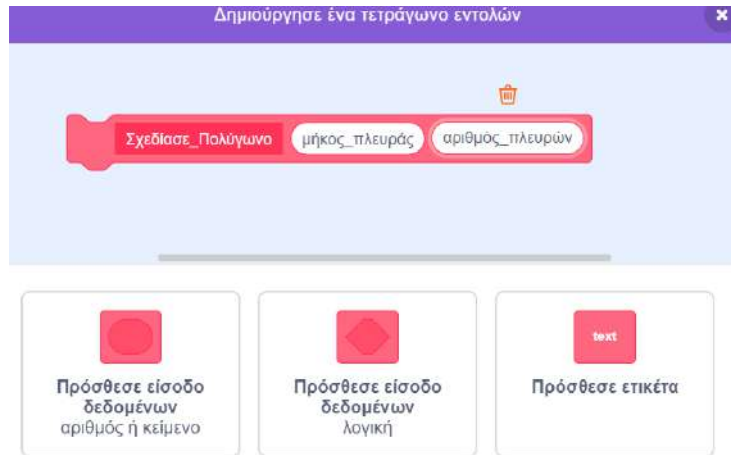 Δημιούργησε ένα τετράγωνο εντολών
Σχεδίασε_Πολύγωνο μήκος_πλευράς αριθμός_πλευρών
text
Πρόσθεσε είσοδο
δεδομένων
αριθμός ή κείμενο
Πρόσθεσε είσοδο
δεδομένων
λογική
Πρόσθεσε ετικέτα